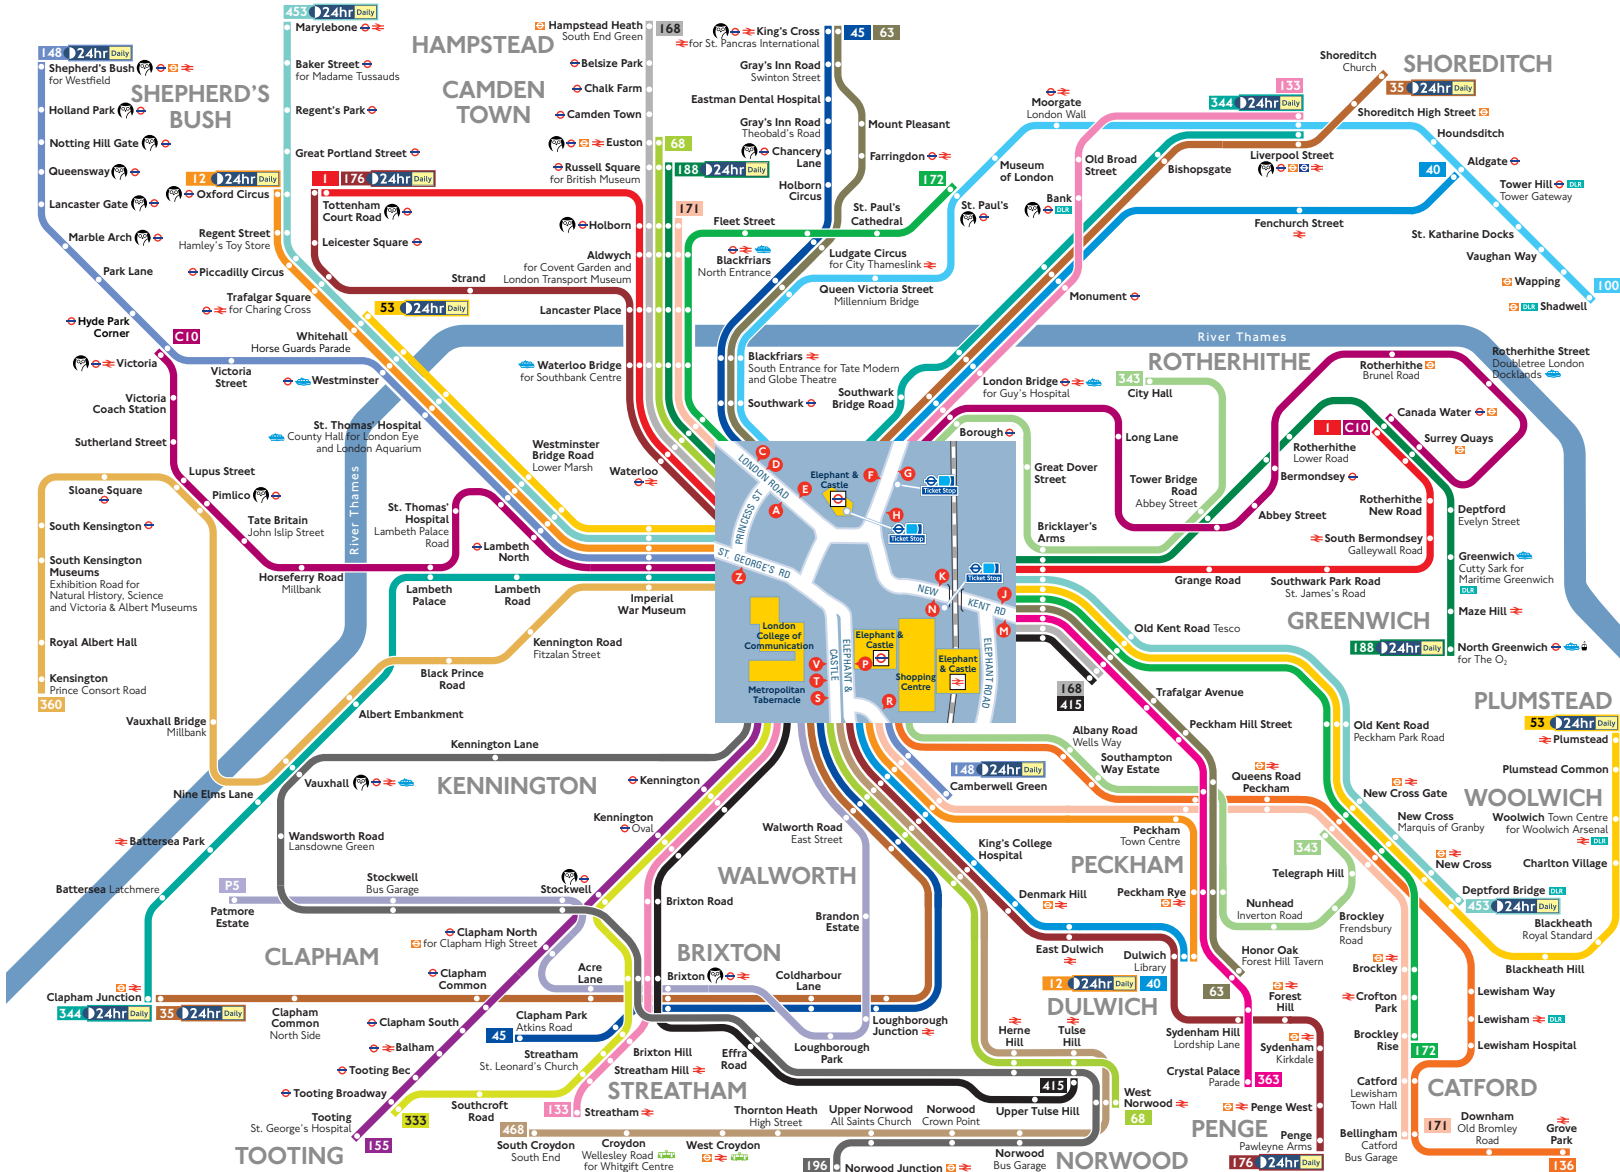 453 24hr Daily
Marylebone
Baker Street
for Madame Tussauds
Regent's Park
Great Portland Street
148 24hr Daily
Shepherd's Bush
for Westfield
SHEPHERD'S
BUSH
Holland Park
Notting Hill Gate
Queensway
Lancaster Gate
Marble Arch
Park Lane
Hyde Park
Corner
12 24hr Daily
Oxford Circus
Regent Street
Hamley's Toy Store
Piccadilly Circus
Trafalgar Square
for Charing Cross
Whitehall
Horse Guards Parade
1 176 24hr Daily
Tottenham
Court Road
Leicester Square
Strand
53 24hr Daily
HAMPSTEAD
CAMDEN
TOWN
Hampstead Heath
South End Green
168
Belsize Park
Chalk Farm
Camden Town
Euston
68
Russell Square
for British Museum
188 24hr Daily
171
Holborn
Aldwych
for Covent Garden and
London Transport Museum
Lancaster Place
Waterloo Bridge
for Southbank Centre
King's Cross
for St. Pancras International
45 63
Gray's Inn Road
Swinton Street
Eastman Dental Hospital
Gray's Inn Road
Theobald's Road
Chancery
Lane
Holborn
Circus
Mount Pleasant
Farringdon
172
St. Paul's
Cathedral
Fleet Street
Blackfriars
North Entrance
Ludgate Circus
for City Thameslink
Queen Victoria Street
Millennium Bridge
St. Paul's
Museum
of London
Moorgate
London Wall
Old Broad
Street
Bank
DLR
Monument
133
344 24hr Daily
Shoreditch
Church
SHOREDITCH
35 24hr Daily
Shoreditch High Street
Houndsditch
Bishopsgate
Liverpool Street
Aldgate
40
Tower Hill DLR
Tower Gateway
Fenchurch Street
St. Katharine Docks
Vaughan Way
Wapping
100
DLR Shadwell
River Thames
C10
Victoria
Victoria
Street
Westminster
Victoria
Coach Station
Sutherland Street
Lupus Street
Pimlico
Tate Britain
John Islip Street
Horseferry Road
Millbank
St. Thomas' Hospital
County Hall for London Eye
and London Aquarium
River Thames
St. Thomas'
Hospital
Lambeth Palace
Road
Westminster
Bridge Road
Lower Marsh
Waterloo
Lambeth
North
Lambeth
Palace
Lambeth
Road
Imperial
War Museum
Kennington Road
Fitzalan Street
Black Prince
Road
Albert Embankment
Sloane Square
South Kensington
South Kensington
Museums
Exhibition Road for
Natural History, Science
and Victoria & Albert Museums
Royal Albert Hall
Kensington
Prince Consort Road
360
Vauxhall Bridge
Millbank
Blackfriars
South Entrance for Tate Modern
and Globe Theatre
Southwark
Southwark
Bridge Road
London Bridge
for Guy's Hospital
Borough
ROTHERHITHE
343
City Hall
Great Dover
Street
Long Lane
Tower Bridge
Road
Abbey Street
Bricklayer's
Arms
Rotherhithe
Brunel Road
Rotherhithe Street
Doubletree London
Docklands
Canada Water
Surrey Quays
1 C10
Rotherhithe
Lower Road
Bermondsey
Abbey Street
Rotherhithe
New Road
South Bermondsey
Galleywall Road
Grange Road
Southwark Park Road
St. James's Road
Deptford
Evelyn Street
Greenwich
Cutty Sark for
Maritime Greenwich
DLR
Maze Hill
GREENWICH
188 24hr Daily
North Greenwich
for The O2
C
D
E
A
F
G
H
Z
K
N
J
M
V
T
S
P
R
LONDON ROAD
PRINCESS ST
ST. GEORGE'S RD
Elephant &
Castle
Ticket Stop
Ticket Stop
Ticket Stop
NEW
KENT RD
London
College of
Communication
Metropolitan
Tabernacle
ELEPHANT &
CASTLE
Elephant &
Castle
Shopping
Centre
Elephant
& Castle
ELEPHANT ROAD
168
415
Old Kent Road Tesco
Trafalgar Avenue
Peckham Hill Street
Old Kent Road
Peckham Park Road
Albany Road
Wells Way
Southampton
Way Estate
Queens Road
Peckham
New Cross Gate
New Cross
Marquis of Granby
New Cross
Deptford Bridge DLR
453 24hr Daily
PLUMSTEAD
53 24hr Daily
Plumstead
Plumstead Common
WOOLWICH
Woolwich Town Centre
for Woolwich Arsenal
DLR
Charlton Village
Blackheath
Royal Standard
Blackheath Hill
Kennington Lane
KENNINGTON
Vauxhall
Nine Elms Lane
Kennington
Kennington
Oval
Battersea Park
Wandsworth Road
Lansdowne Green
Battersea Latchmere
P5
Patmore
Estate
Stockwell
Bus Garage
Stockwell
CLAPHAM
Clapham North
for Clapham High Street
Clapham
Common
Clapham Junction
344 24hr Daily
35 24hr Daily
Clapham
Common
North Side
Clapham South
Balham
Tooting Bec
Tooting Broadway
Tooting
St. George's Hospital
TOOTING
155
333
Southcroft
Road
45
Clapham Park
Atkins Road
Streatham
St. Leonard's Church
Acre
Lane
Brixton Road
BRIXTON
Brixton
Brixton Hill
Streatham Hill
STREATHAM
133
Streatham
Effra
Road
Coldharbour
Lane
Loughborough
Junction
Loughborough
Park
WALWORTH
Walworth Road
East Street
Brandon
Estate
148 24hr Daily
Camberwell Green
King's College
Hospital
Denmark Hill
East Dulwich
Dulwich
Library
12 24hr Daily 40
DULWICH
PECKHAM
Peckham
Town Centre
Peckham Rye
343
Telegraph Hill
Nunhead
Inverton Road
Brockley
Frendsbury
Road
Honor Oak
Forest Hill Tavern
63
Forest
Hill
Sydenham Hill
Lordship Lane
Sydenham
Kirkdale
Crystal Palace
Parade
363
Penge West
PENGE
Penge
Pawleyne Arms
176 24hr Daily
Brockley
Crofton
Park
Brockley
Rise
172
Catford
Lewisham
Town Hall
Bellingham
Catford
Bus Garage
171
CATFORD
Lewisham Way
Lewisham DLR
Lewisham Hospital
Downham
Old Bromley
Road
Grove
Park
136
Herne
Hill
Tulse
Hill
415
Upper Tulse Hill
West
Norwood
68
468
South Croydon
South End
Croydon
Wellesley Road
for Whitgift Centre
West Croydon
Thornton Heath
High Street
Upper Norwood
All Saints Church
Norwood
Crown Point
196
Norwood Junction
Norwood
Bus Garage
NORWOOD